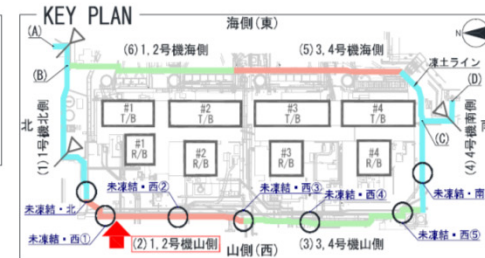 KEY PLAN
海側(東)
(A)
(6)1,2号機海側
(5)3,4号機海側
凍土ライン
N
(B)
(D)
#1
T/B
#2
T/B
#3
T/B
#4
T/B
北
(1)1号機北側
#1
R/B
#2
R/B
#3
R/B
#4
R/B
(C)
(4)4号機南側
南
未凍結・北
未凍結・西②
未凍結・西③
未凍結・西④
未凍結・南
未凍結・西①
(2)1,2号機山側
(3)3,4号機山側
未凍結・西⑤
山側(西)